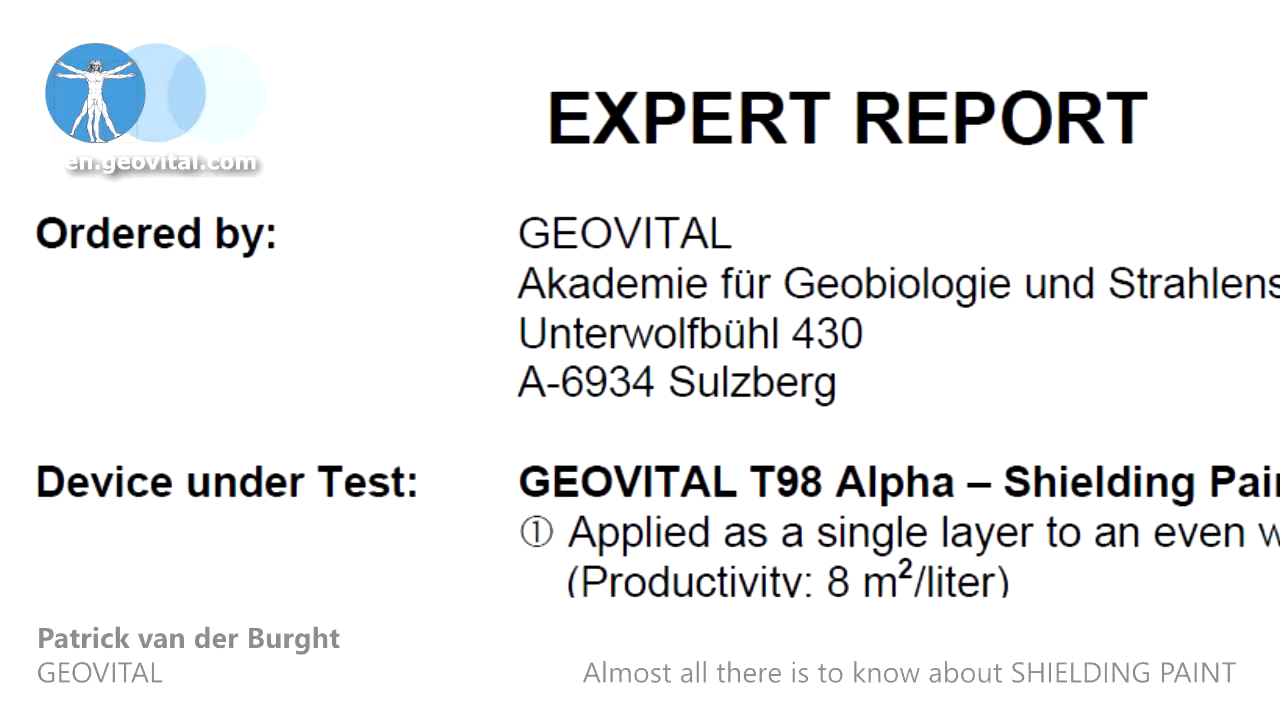 en.geovital.com
EXPERT REPORT
Ordered by:
GEOVITAL
Akademie für Geobiologie und Strahlens
Unterwolfbühl 430
A-6934 Sulzberg
Device under Test:
GEOVITAL T98 Alpha – Shielding Pain
① Applied as a single layer to an even w
(Productivity: 8 m²/liter)
Patrick van der Burght
GEOVITAL
Almost all there is to know about SHIELDING PAINT